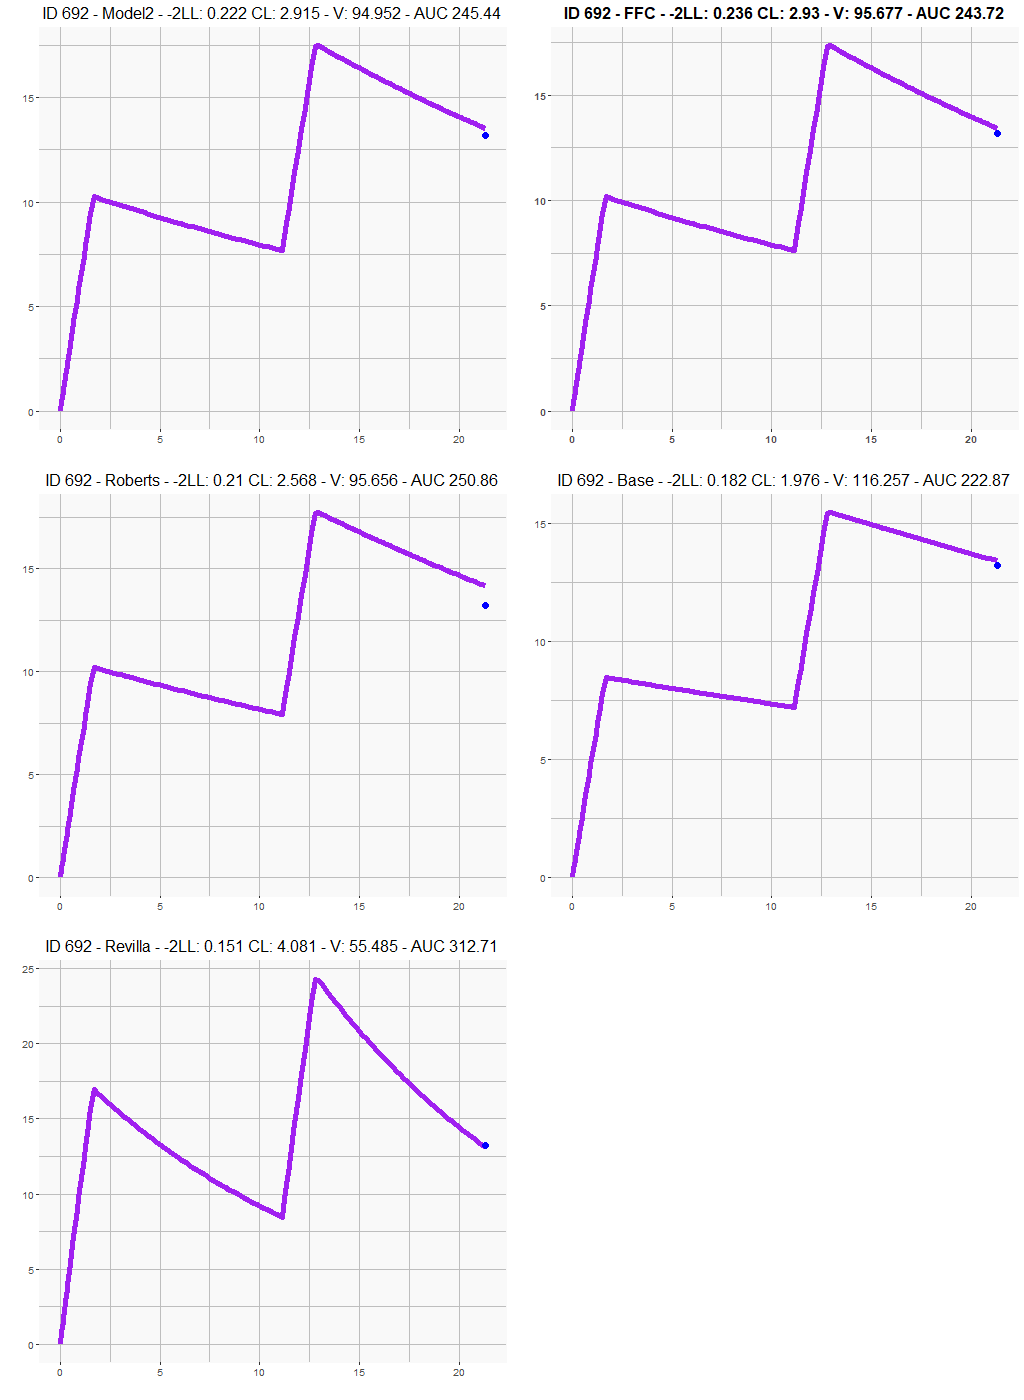 ID 692 - Model2 - -2LL: 0.222 CL: 2.915 - V: 94.952 - AUC 245.44
15
10
5
0
0 5 10 15 20
ID 692 - FFC - -2LL: 0.236 CL: 2.93 - V: 95.677 - AUC 243.72
15
10
5
0
0 5 10 15 20
ID 692 - Roberts - -2LL: 0.21 CL: 2.568 - V: 95.656 - AUC 250.86
15
10
5
0
0 5 10 15 20
ID 692 - Base - -2LL: 0.182 CL: 1.976 - V: 116.257 - AUC 222.87
15
10
5
0
0 5 10 15 20
ID 692 - Revilla - -2LL: 0.151 CL: 4.081 - V: 55.485 - AUC 312.71
25
20
15
10
5
0
0 5 10 15 20